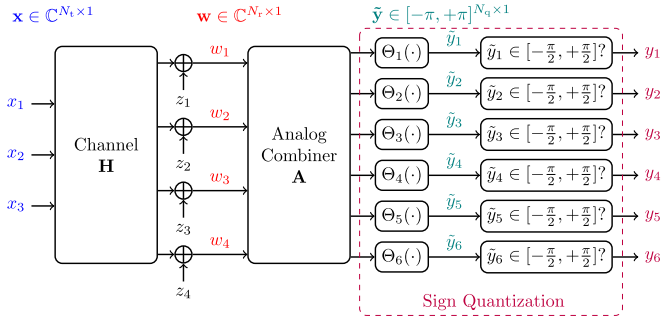 𝐱 ∈ ℂ^{N_t×1} 𝐰 ∈ ℂ^{N_r×1} 𝐲̃ ∈ [−π, +π]^{N_q×1}
x_1
x_2
x_3
Channel
𝐇
z_1
z_2
z_3
z_4
w_1
w_2
w_3
w_4
Analog
Combiner
𝐀
Θ_1(·) ỹ_1 ỹ_1 ∈ [−π/2, +π/2]? y_1
Θ_2(·) ỹ_2 ỹ_2 ∈ [−π/2, +π/2]? y_2
Θ_3(·) ỹ_3 ỹ_3 ∈ [−π/2, +π/2]? y_3
Θ_4(·) ỹ_4 ỹ_4 ∈ [−π/2, +π/2]? y_4
Θ_5(·) ỹ_5 ỹ_5 ∈ [−π/2, +π/2]? y_5
Θ_6(·) ỹ_6 ỹ_6 ∈ [−π/2, +π/2]? y_6
Sign Quantization